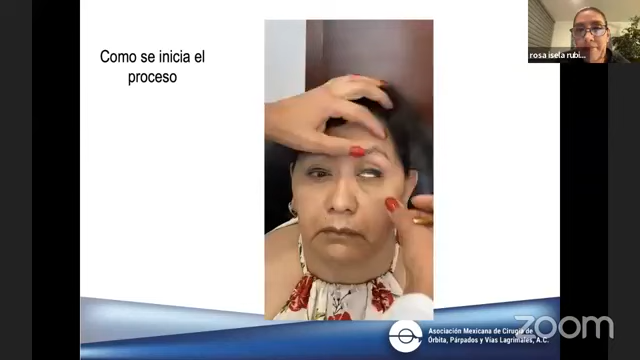 Como se inicia el
proceso
rosa isela rubi...
Asociación Mexicana de Cirugía de
Órbita, Párpados y Vías Lagrimales, A.C.
zoom